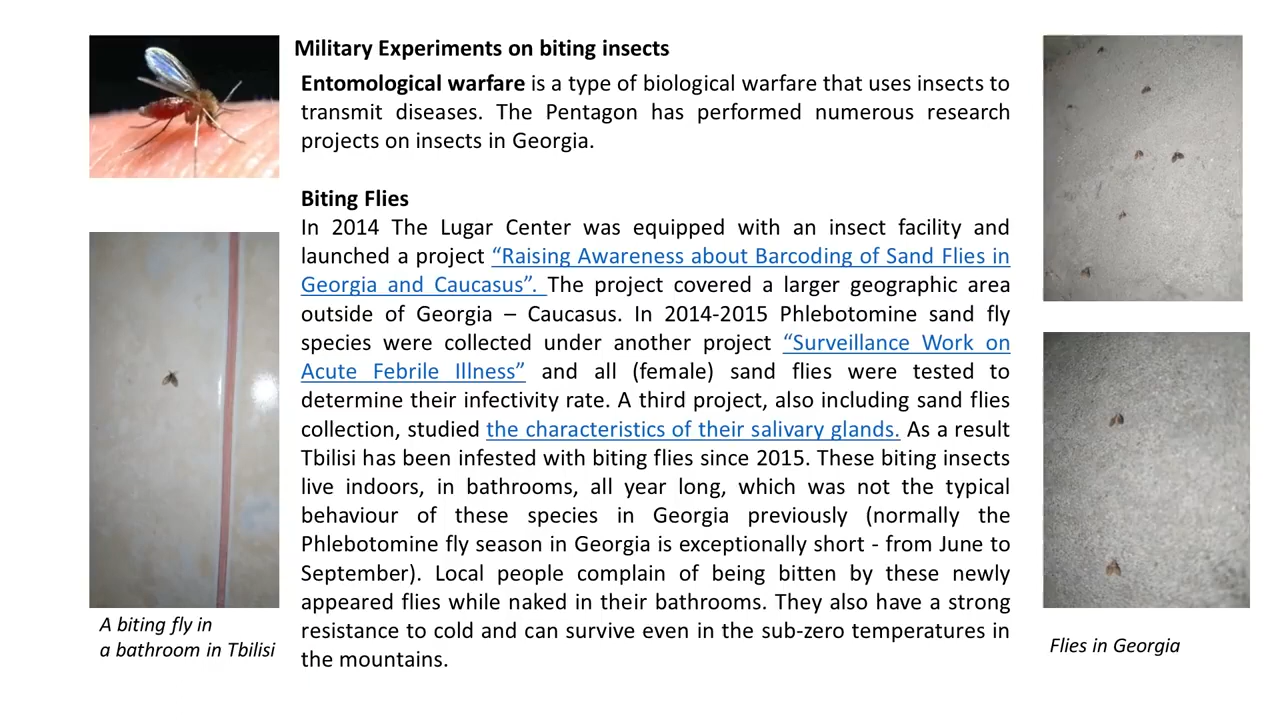 Military Experiments on biting insects
Entomological warfare is a type of biological warfare that uses insects to
transmit diseases. The Pentagon has performed numerous research
projects on insects in Georgia.
Biting Flies
In 2014 The Lugar Center was equipped with an insect facility and
launched a project “Raising Awareness about Barcoding of Sand Flies in
Georgia and Caucasus”. The project covered a larger geographic area
outside of Georgia – Caucasus. In 2014-2015 Phlebotomine sand fly
species were collected under another project “Surveillance Work on
Acute Febrile Illness” and all (female) sand flies were tested to
determine their infectivity rate. A third project, also including sand flies
collection, studied the characteristics of their salivary glands. As a result
Tbilisi has been infested with biting flies since 2015. These biting insects
live indoors, in bathrooms, all year long, which was not the typical
behaviour of these species in Georgia previously (normally the
Phlebotomine fly season in Georgia is exceptionally short - from June to
September). Local people complain of being bitten by these newly
appeared flies while naked in their bathrooms. They also have a strong
resistance to cold and can survive even in the sub-zero temperatures in
the mountains.
A biting fly in
a bathroom in Tbilisi
Flies in Georgia